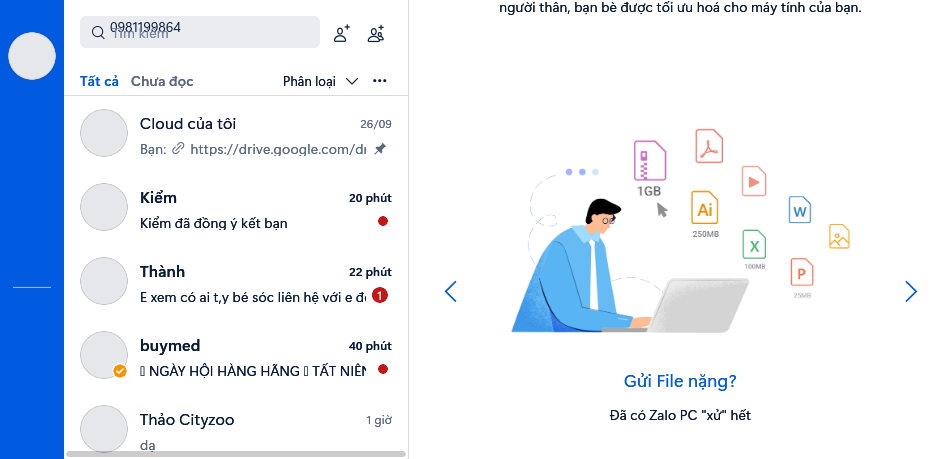 0981199864
Tìm kiếm
Tất cả Chưa đọc Phân loại
Cloud của tôi 26/09
Bạn: https://drive.google.com/dr
Kiểm 20 phút
Kiểm đã đồng ý kết bạn
Thành 22 phút
E xem có ai t,y bé sóc liên hệ với e để 1
buymed 40 phút
NGÀY HỘI HÀNG HÃNG TẤT NIÊN
Thảo Cityzoo 1 giờ
dạ
người thân, bạn bè được tối ưu hoá cho máy tính của bạn.
1GB
Ai
250MB
W
X
100MB
P
25MB
Gửi File nặng?
Đã có Zalo PC "xử" hết